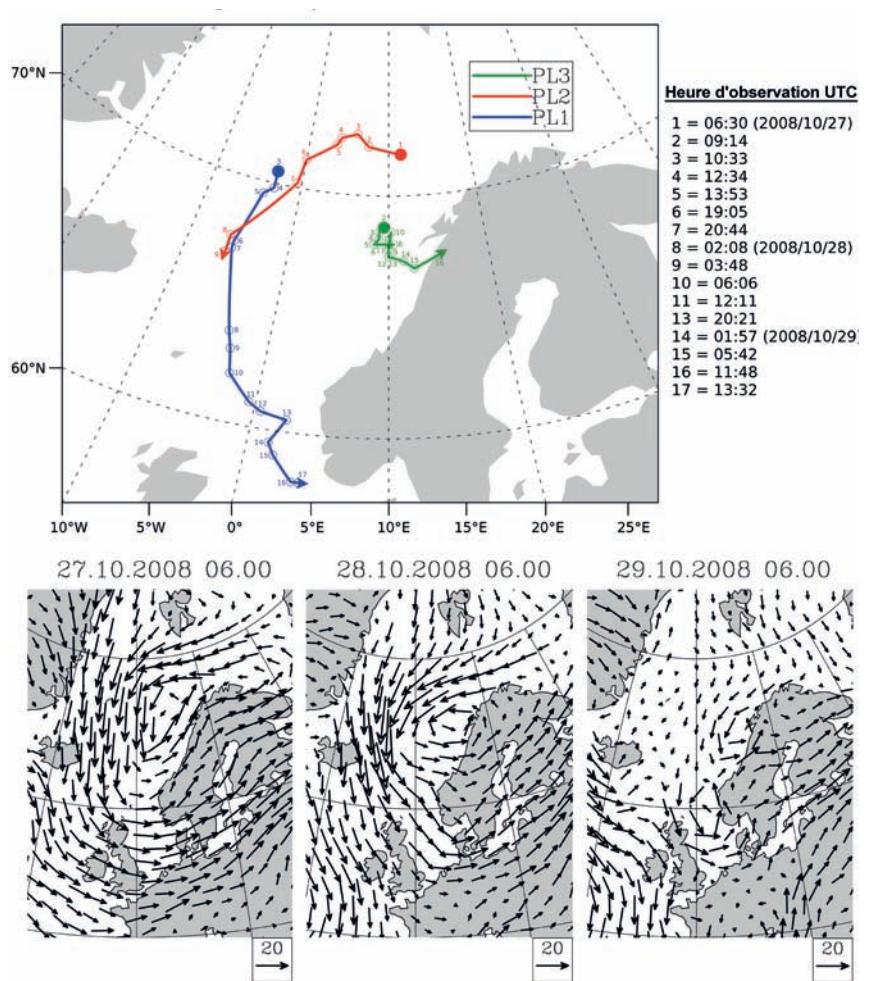 70°N
60°N
PL3
PL2
PL1
Heure d'observation UTC
1 = 06:30 (2008/10/27)
2 = 09:14
3 = 10:33
4 = 12:34
5 = 13:53
6 = 19:05
7 = 20:44
8 = 02:08 (2008/10/28)
9 = 03:48
10 = 06:06
11 = 12:11
13 = 20:21
14 = 01:57 (2008/10/29)
15 = 05:42
16 = 11:48
17 = 13:32
10°W 5°W 0° 5°E 10°E 15°E 20°E 25°E
27.10.2008 06.00
28.10.2008 06.00
29.10.2008 06.00
20
20
20